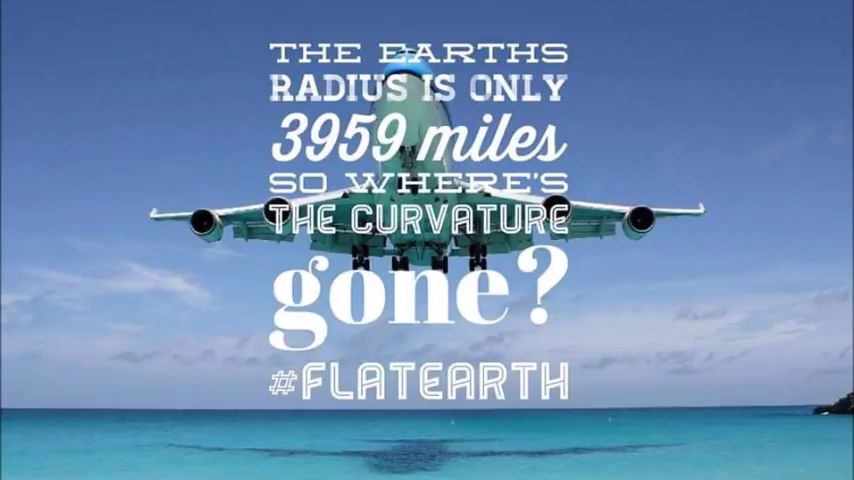 THE EARTHS
RADIUS IS ONLY
3959 miles
SO WHERE'S
THE CURVATURE
gone?
#FLATEARTH